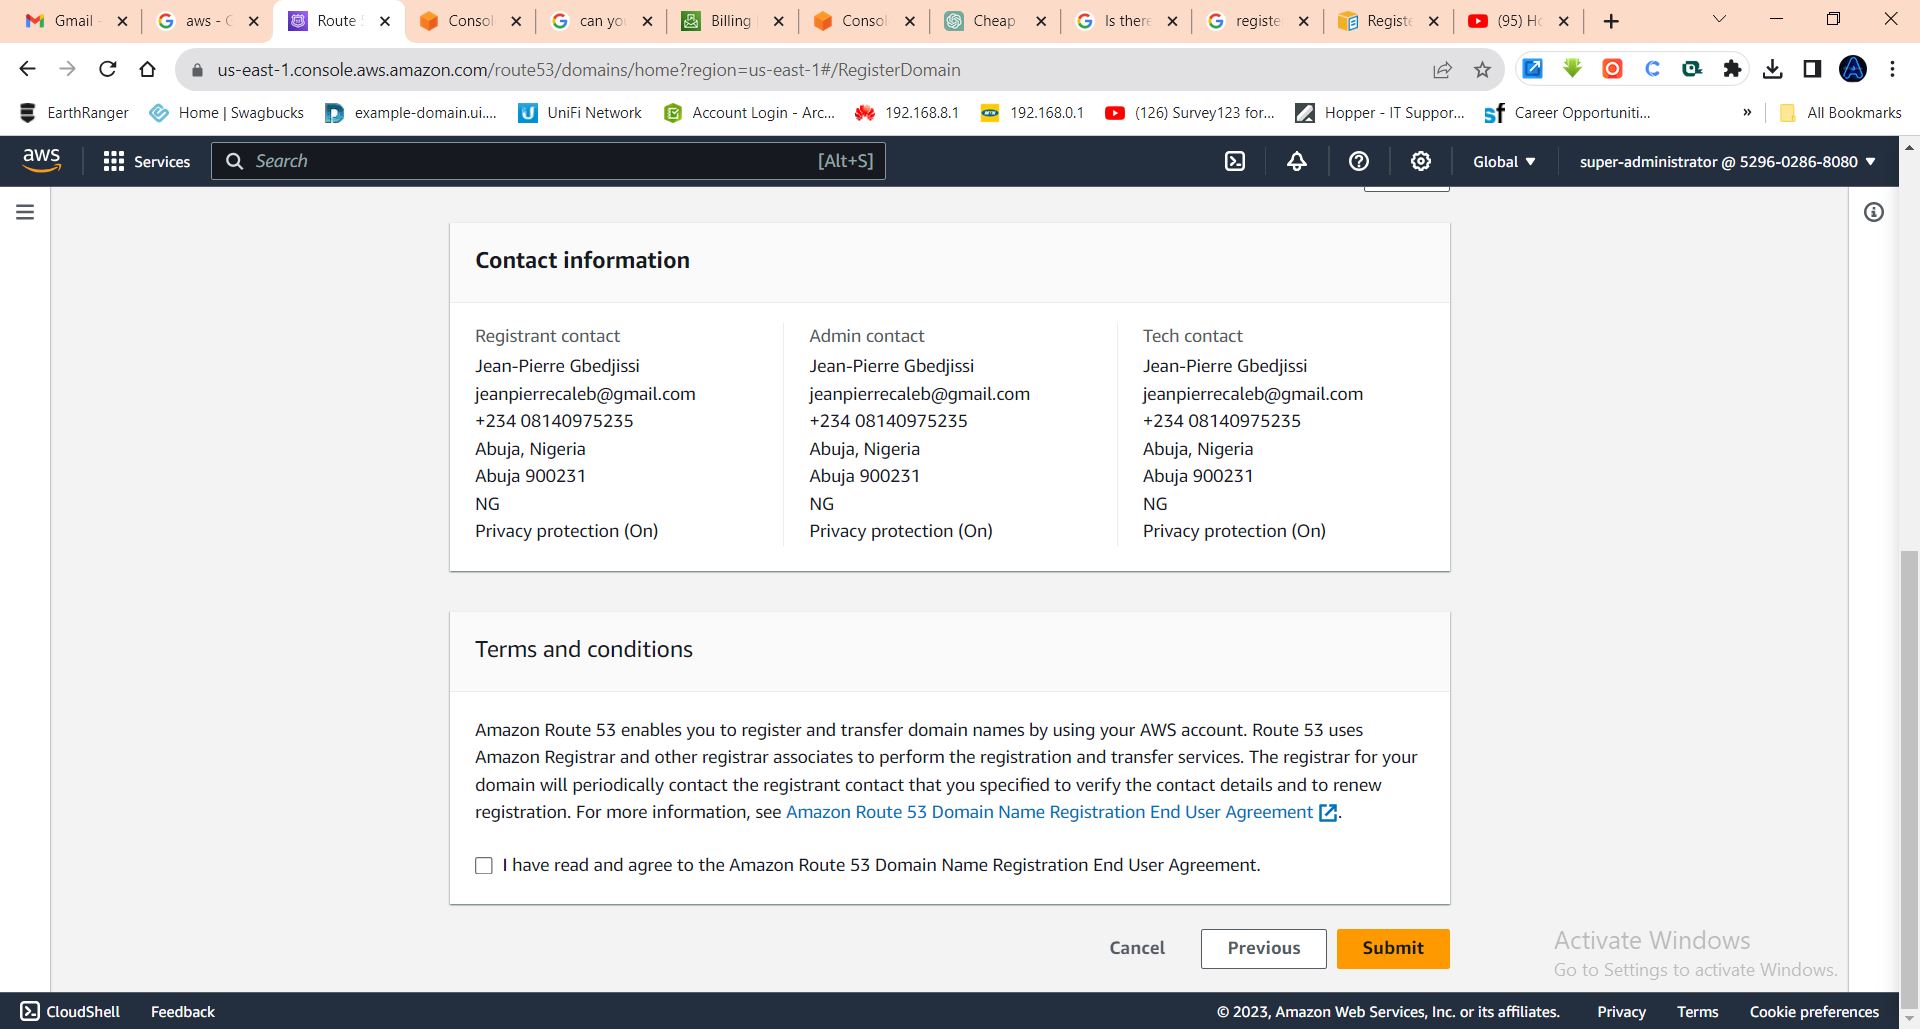 Gmail -
aws - G
Route 5
Consol
can you
Billing
Consol
Cheap
Is there
registe
Registe
(95) Ho
us-east-1.console.aws.amazon.com/route53/domains/home?region=us-east-1#/RegisterDomain
EarthRanger
Home | Swagbucks
example-domain.ui....
UniFi Network
Account Login - Arc...
192.168.8.1
192.168.0.1
(126) Survey123 for...
Hopper - IT Suppor...
Career Opportuniti...
»
All Bookmarks
aws
Services
Search
[Alt+S]
Global
super-administrator @ 5296-0286-8080
Contact information
Registrant contact
Jean-Pierre Gbedjissi
jeanpierrecaleb@gmail.com
+234 08140975235
Abuja, Nigeria
Abuja 900231
NG
Privacy protection (On)
Admin contact
Jean-Pierre Gbedjissi
jeanpierrecaleb@gmail.com
+234 08140975235
Abuja, Nigeria
Abuja 900231
NG
Privacy protection (On)
Tech contact
Jean-Pierre Gbedjissi
jeanpierrecaleb@gmail.com
+234 08140975235
Abuja, Nigeria
Abuja 900231
NG
Privacy protection (On)
Terms and conditions
Amazon Route 53 enables you to register and transfer domain names by using your AWS account. Route 53 uses
Amazon Registrar and other registrar associates to perform the registration and transfer services. The registrar for your
domain will periodically contact the registrant contact that you specified to verify the contact details and to renew
registration. For more information, see Amazon Route 53 Domain Name Registration End User Agreement.
I have read and agree to the Amazon Route 53 Domain Name Registration End User Agreement.
Cancel
Previous
Submit
Activate Windows
Go to Settings to activate Windows.
CloudShell
Feedback
© 2023, Amazon Web Services, Inc. or its affiliates.
Privacy
Terms
Cookie preferences